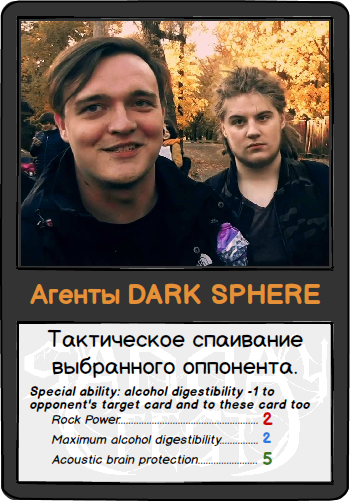 Агенты DARK SPHERE
Тактическое спаивание
выбранного оппонента.
Special ability: alcohol digestibility -1 to
opponent's target card and to these card too
Rock Power 2
Maximum alcohol digestibility 2
Acoustic brain protection 5